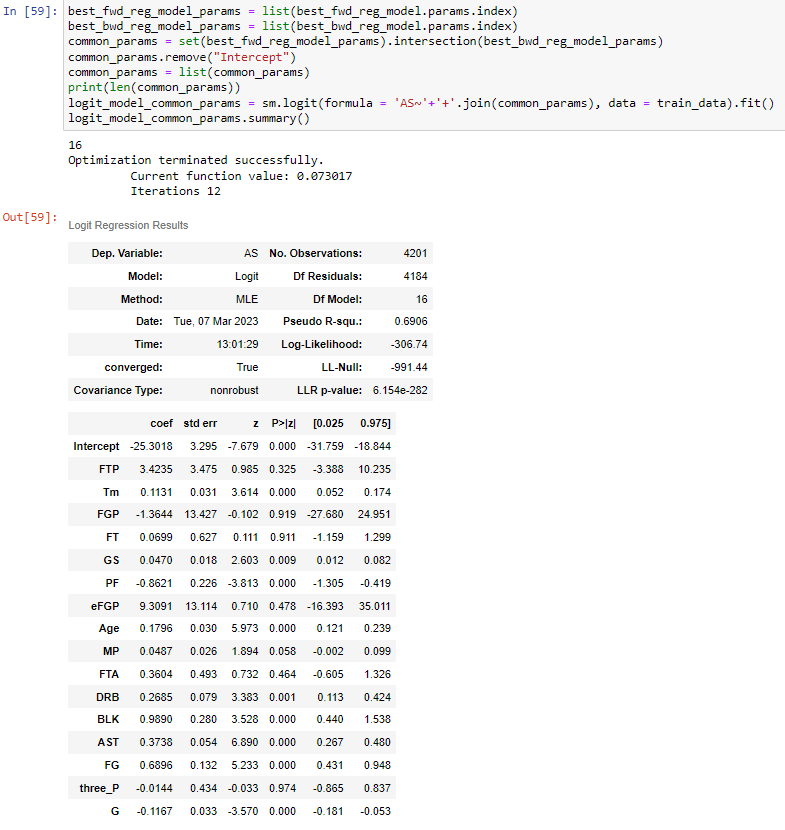 In [59]: best_fwd_reg_model_params = list(best_fwd_reg_model.params.index)
best_bwd_reg_model_params = list(best_bwd_reg_model.params.index)
common_params = set(best_fwd_reg_model_params).intersection(best_bwd_reg_model_params)
common_params.remove("Intercept")
common_params = list(common_params)
print(len(common_params))
logit_model_common_params = sm.logit(formula = 'AS~'+'+'.join(common_params), data = train_data).fit()
logit_model_common_params.summary()
16
Optimization terminated successfully.
Current function value: 0.073017
Iterations 12
Out[59]: Logit Regression Results
Dep. Variable: AS No. Observations: 4201
Model: Logit Df Residuals: 4184
Method: MLE Df Model: 16
Date: Tue, 07 Mar 2023 Pseudo R-squ.: 0.6906
Time: 13:01:29 Log-Likelihood: -306.74
converged: True LL-Null: -991.44
Covariance Type: nonrobust LLR p-value: 6.154e-282
coef std err z P>|z| [0.025 0.975]
Intercept -25.3018 3.295 -7.679 0.000 -31.759 -18.844
FTP 3.4235 3.475 0.985 0.325 -3.388 10.235
Tm 0.1131 0.031 3.614 0.000 0.052 0.174
FGP -1.3644 13.427 -0.102 0.919 -27.680 24.951
FT 0.0699 0.627 0.111 0.911 -1.159 1.299
GS 0.0470 0.018 2.603 0.009 0.012 0.082
PF -0.8621 0.226 -3.813 0.000 -1.305 -0.419
eFGP 9.3091 13.114 0.710 0.478 -16.393 35.011
Age 0.1796 0.030 5.973 0.000 0.121 0.239
MP 0.0487 0.026 1.894 0.058 -0.002 0.099
FTA 0.3604 0.493 0.732 0.464 -0.605 1.326
DRB 0.2685 0.079 3.383 0.001 0.113 0.424
BLK 0.9890 0.280 3.528 0.000 0.440 1.538
AST 0.3738 0.054 6.890 0.000 0.267 0.480
FG 0.6896 0.132 5.233 0.000 0.431 0.948
three_P -0.0144 0.434 -0.033 0.974 -0.865 0.837
G -0.1167 0.033 -3.570 0.000 -0.181 -0.053